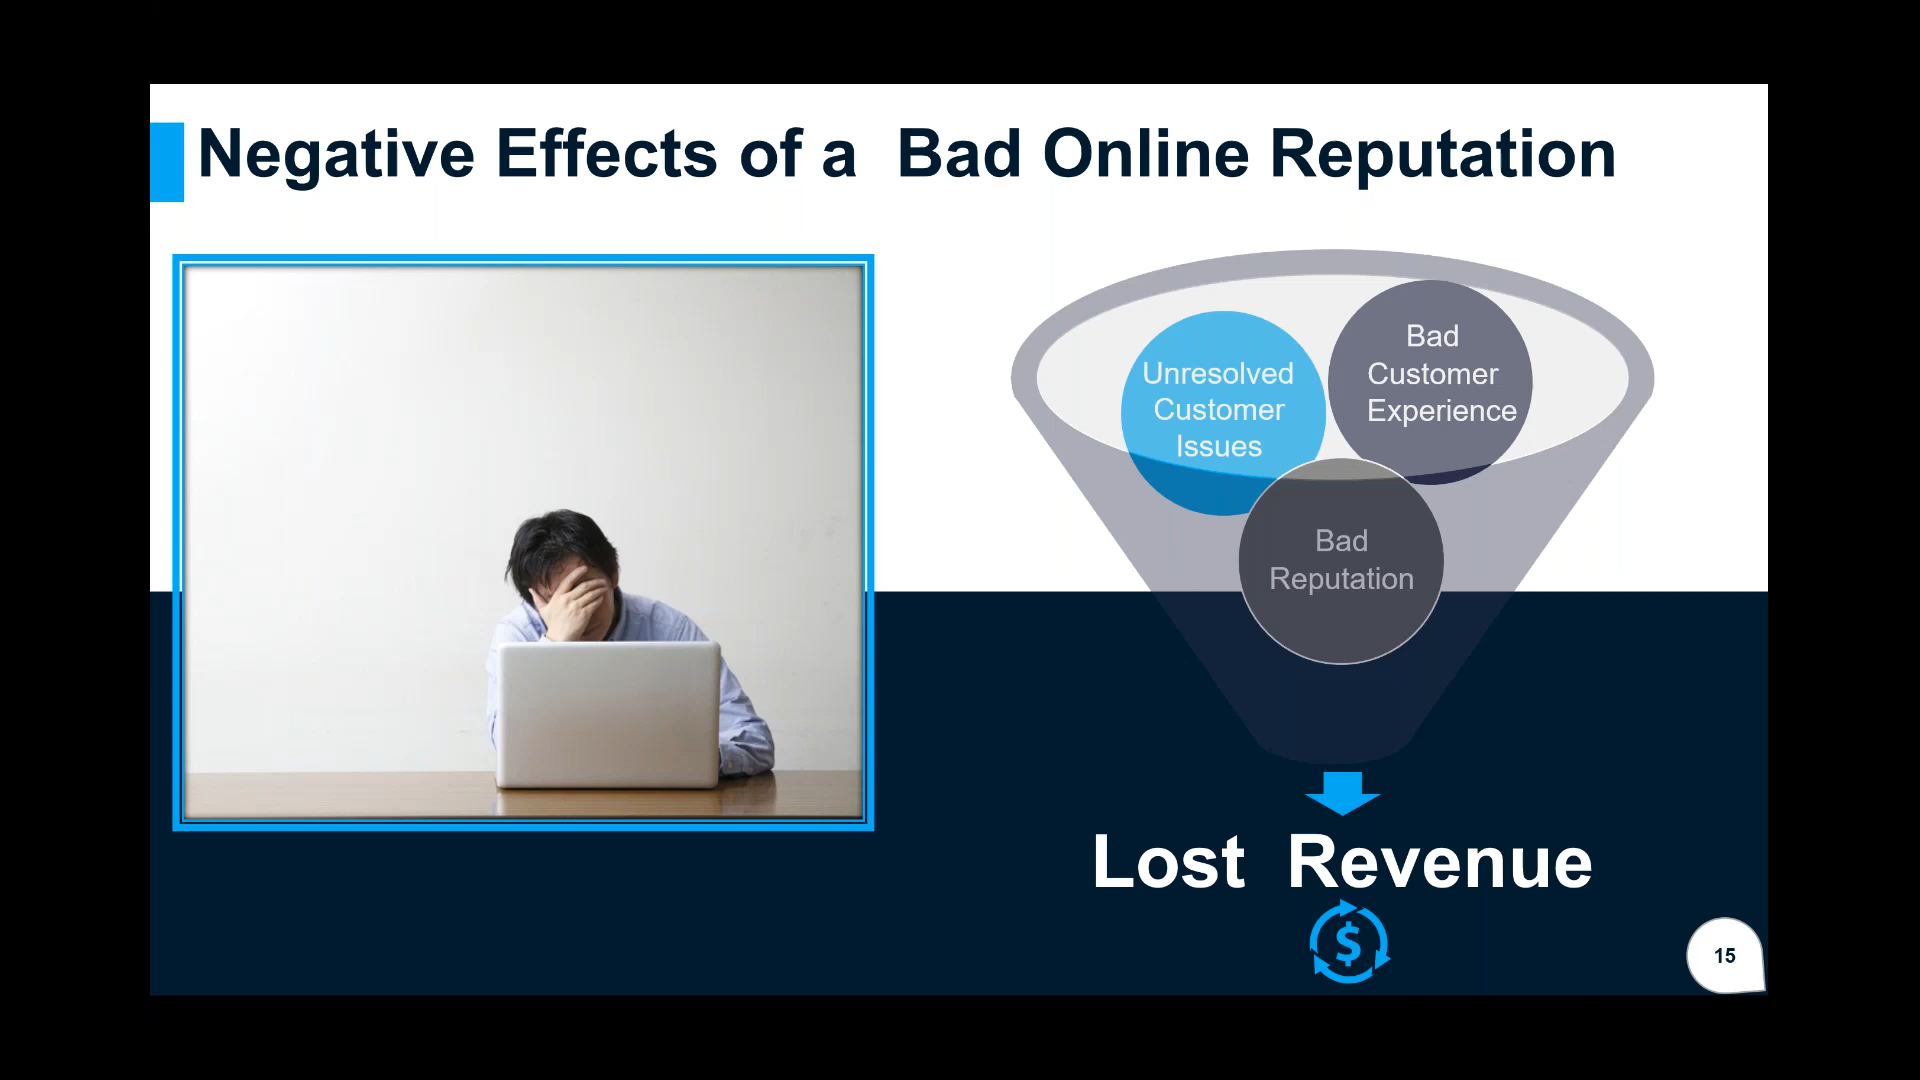 Negative Effects of a  Bad Online Reputation
Unresolved
Customer
Issues
Bad
Customer
Experience
Bad
Reputation
Lost  Revenue
$
15